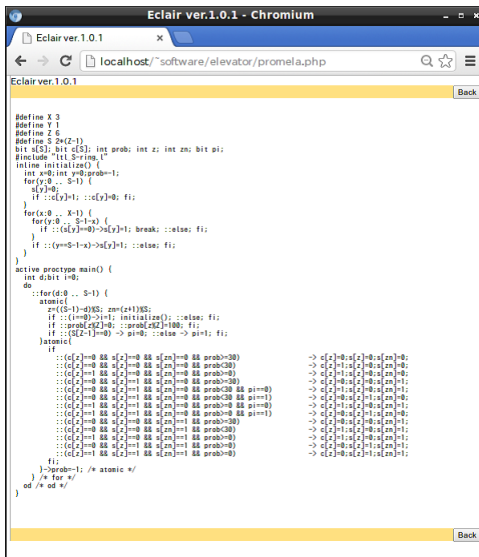 Eclair ver.1.0.1 - Chromium
Eclair ver.1.0.1
localhost/~software/elevator/promela.php
Eclair ver.1.0.1
Back
#define X 3
#define Y 1
#define Z 6
#define S 2*(Z-1)
bit s[S]; bit c[S]; int prob; int z; int zn; bit pi;
#include "ltl_S-ring.l"
inline initialize() {
int x=0;int y=0;prob=-1;
for(y:0 .. S-1) {
s[y]=0;
if ::c[y]=1; ::c[y]=0; fi;
}
for(x:0 .. X-1) {
for(y:0 .. S-1-x) {
if ::(s[y]==0)->s[y]=1; break; ::else; fi;
}
if ::(y==S-1-x)->s[y]=1; ::else; fi;
}
}
active proctype main() {
int d;bit i=0;
do
::for(d:0 .. S-1) {
atomic{
z=((S-1)-d)%S; zn=(z+1)%S;
if ::(i==0)->i=1; initialize(); ::else; fi;
if ::prob[z%Z]=0; ::prob[z%Z]=100; fi;
if ::(S[Z-1]==0) -> pi=0; ::else -> pi=1; fi;
}atomic{
if
::(c[z]==0 && s[z]==0 && s[zn]==0 && prob>=30) -> c[z]=0;s[z]=0;s[zn]=0;
::(c[z]==0 && s[z]==0 && s[zn]==0 && prob<30) -> c[z]=1;s[z]=0;s[zn]=0;
::(c[z]==1 && s[z]==0 && s[zn]==0 && prob>=0) -> c[z]=1;s[z]=0;s[zn]=0;
::(c[z]==0 && s[z]==1 && s[zn]==0 && prob>=30) -> c[z]=0;s[z]=0;s[zn]=1;
::(c[z]==0 && s[z]==1 && s[zn]==0 && prob<30 && pi==0) -> c[z]=1;s[z]=0;s[zn]=1;
::(c[z]==0 && s[z]==1 && s[zn]==0 && prob<30 && pi==1) -> c[z]=0;s[z]=1;s[zn]=0;
::(c[z]==1 && s[z]==1 && s[zn]==0 && prob>=0 && pi==0) -> c[z]=1;s[z]=0;s[zn]=1;
::(c[z]==1 && s[z]==1 && s[zn]==0 && prob>=0 && pi==1) -> c[z]=0;s[z]=1;s[zn]=0;
::(c[z]==0 && s[z]==0 && s[zn]==1 && prob>=30) -> c[z]=0;s[z]=0;s[zn]=1;
::(c[z]==0 && s[z]==0 && s[zn]==1 && prob<30) -> c[z]=1;s[z]=0;s[zn]=1;
::(c[z]==1 && s[z]==0 && s[zn]==1 && prob>=0) -> c[z]=1;s[z]=0;s[zn]=1;
::(c[z]==0 && s[z]==1 && s[zn]==1 && prob>=0) -> c[z]=0;s[z]=1;s[zn]=1;
::(c[z]==1 && s[z]==1 && s[zn]==1 && prob>=0) -> c[z]=0;s[z]=1;s[zn]=1;
fi;
}->prob=-1; /* atomic */
} /* for */
od /* od */
}
Back